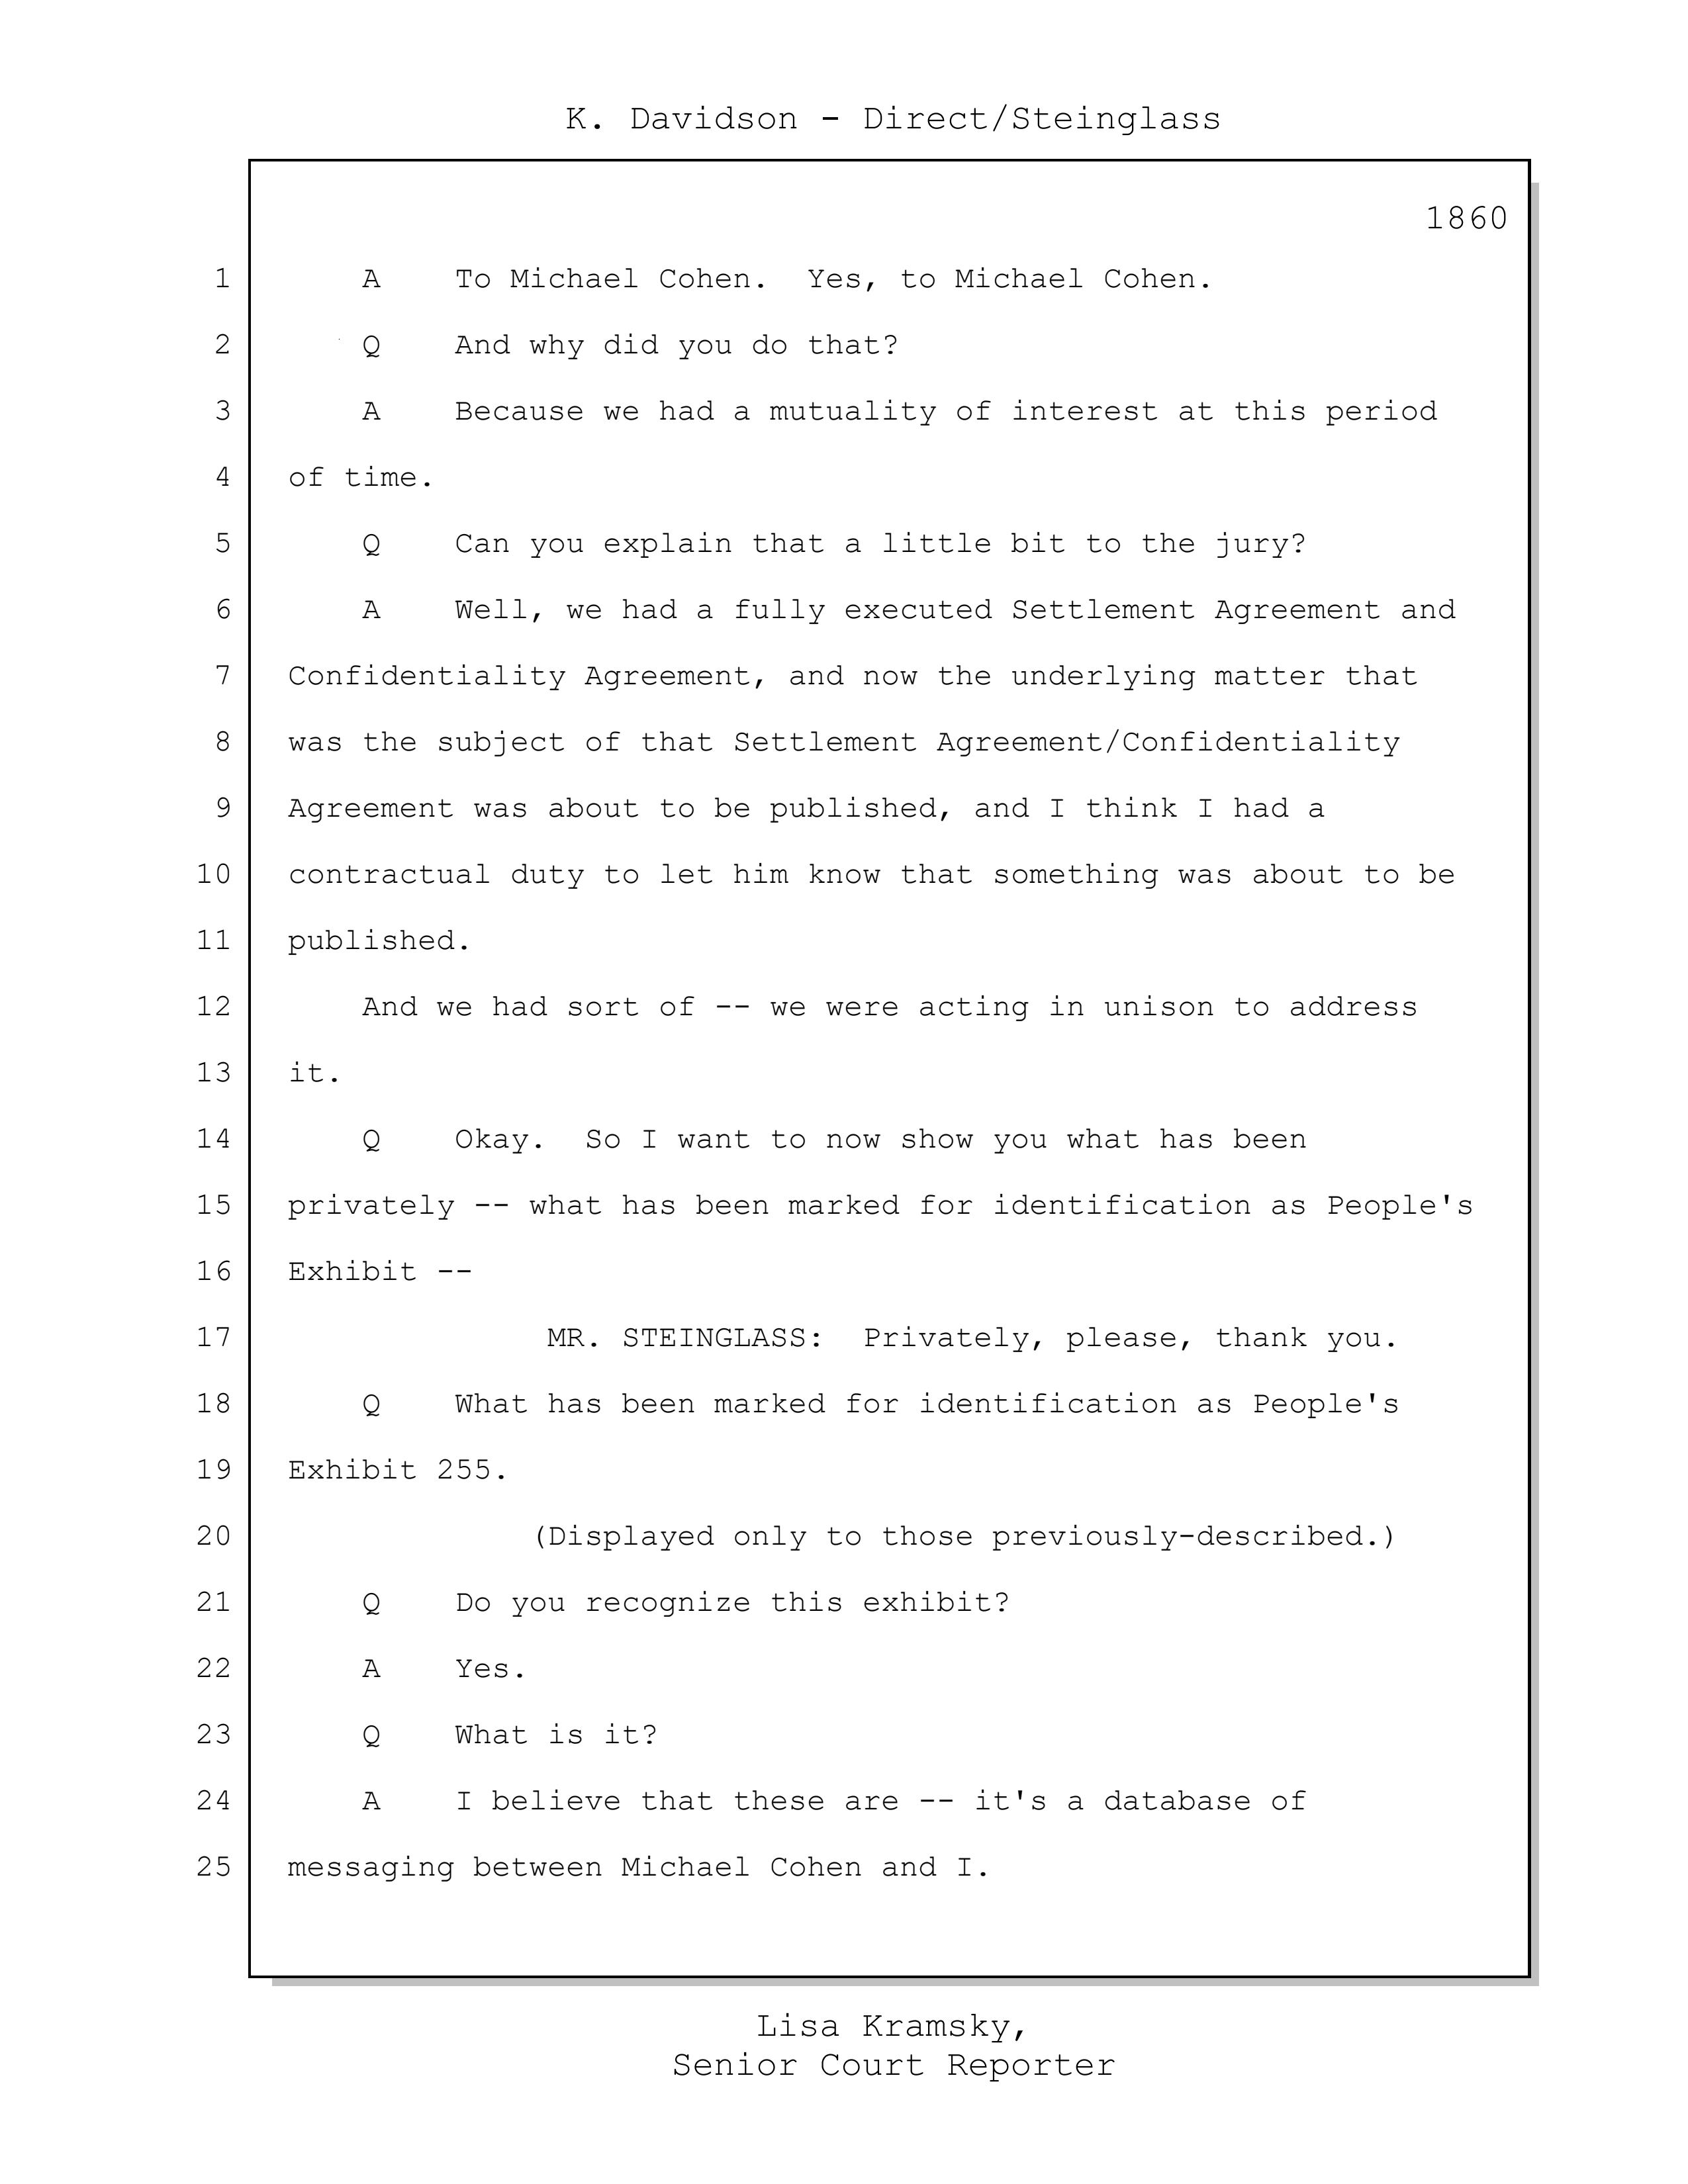 K. Davidson - Direct/Steinglass
1860
1 A To Michael Cohen. Yes, to Michael Cohen.
2 Q And why did you do that?
3 A Because we had a mutuality of interest at this period
4 of time.
5 Q Can you explain that a little bit to the jury?
6 A Well, we had a fully executed Settlement Agreement and
7 Confidentiality Agreement, and now the underlying matter that
8 was the subject of that Settlement Agreement/Confidentiality
9 Agreement was about to be published, and I think I had a
10 contractual duty to let him know that something was about to be
11 published.
12 And we had sort of -- we were acting in unison to address
13 it.
14 Q Okay. So I want to now show you what has been
15 privately -- what has been marked for identification as People's
16 Exhibit --
17 MR. STEINGLASS: Privately, please, thank you.
18 Q What has been marked for identification as People's
19 Exhibit 255.
20 (Displayed only to those previously-described.)
21 Q Do you recognize this exhibit?
22 A Yes.
23 Q What is it?
24 A I believe that these are -- it's a database of
25 messaging between Michael Cohen and I.
Lisa Kramsky,
Senior Court Reporter